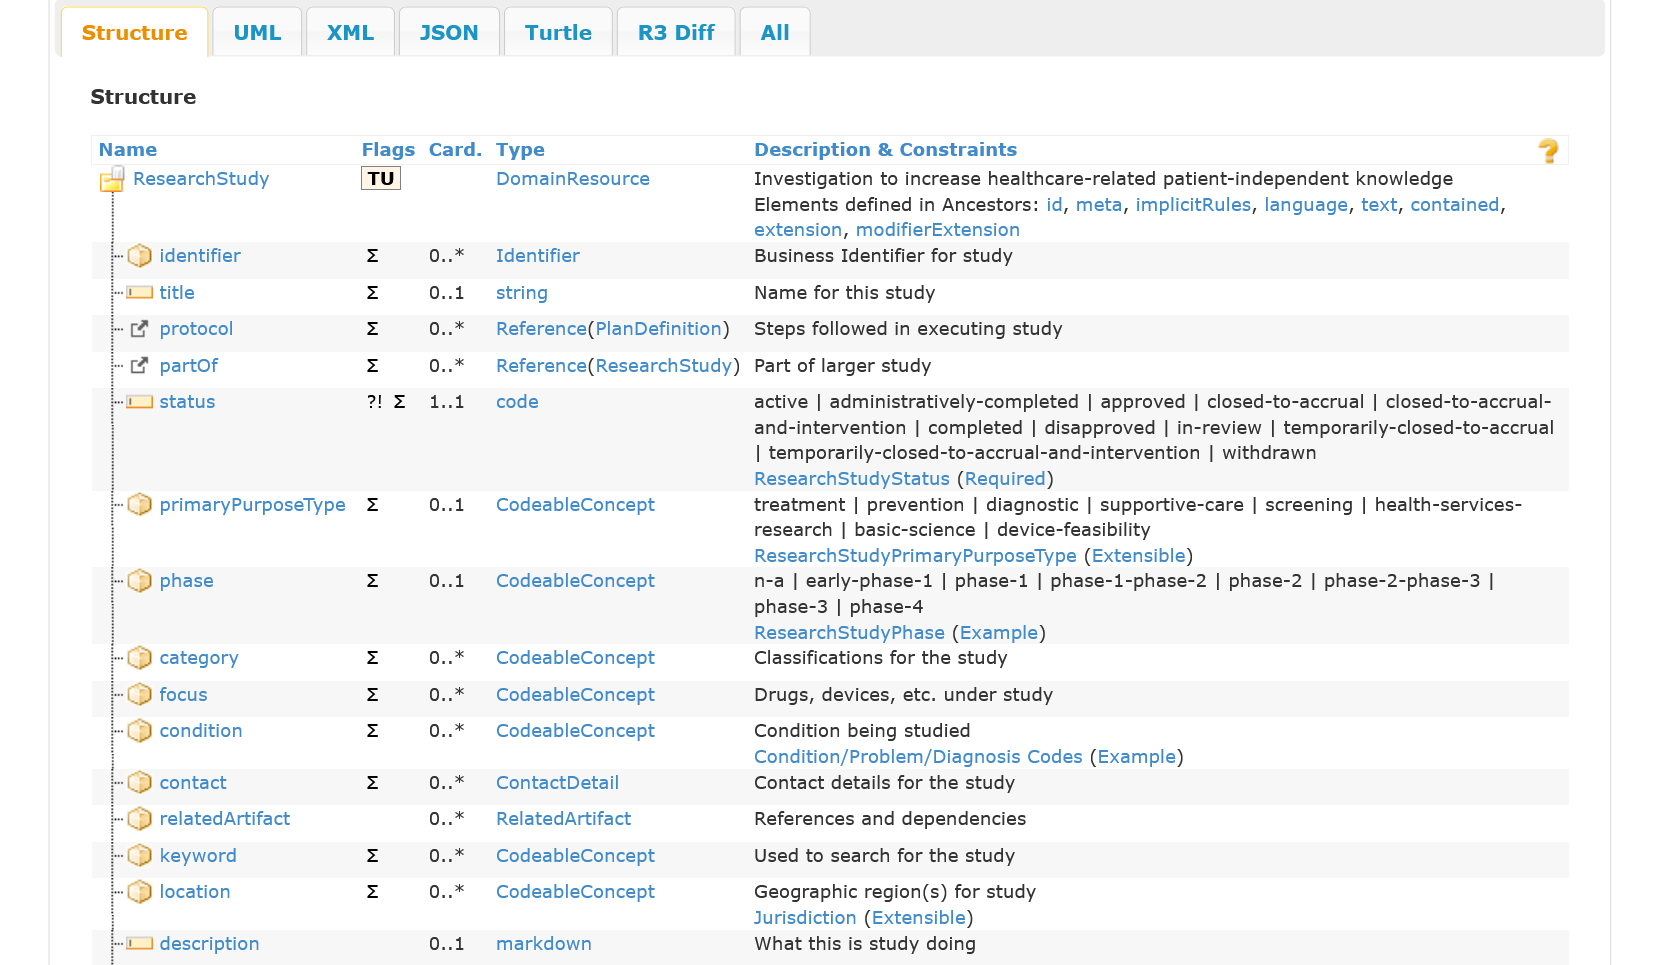 Structure UML XML JSON Turtle R3 Diff All
Structure
Name Flags Card. Type Description & Constraints
ResearchStudy TU DomainResource Investigation to increase healthcare-related patient-independent knowledge
Elements defined in Ancestors: id, meta, implicitRules, language, text, contained,
extension, modifierExtension
identifier Σ 0..* Identifier Business Identifier for study
title Σ 0..1 string Name for this study
protocol Σ 0..* Reference(PlanDefinition) Steps followed in executing study
partOf Σ 0..* Reference(ResearchStudy) Part of larger study
status ?! Σ 1..1 code active | administratively-completed | approved | closed-to-accrual | closed-to-accrual-
and-intervention | completed | disapproved | in-review | temporarily-closed-to-accrual
| temporarily-closed-to-accrual-and-intervention | withdrawn
ResearchStudyStatus (Required)
primaryPurposeType Σ 0..1 CodeableConcept treatment | prevention | diagnostic | supportive-care | screening | health-services-
research | basic-science | device-feasibility
ResearchStudyPrimaryPurposeType (Extensible)
phase Σ 0..1 CodeableConcept n-a | early-phase-1 | phase-1 | phase-1-phase-2 | phase-2 | phase-2-phase-3 |
phase-3 | phase-4
ResearchStudyPhase (Example)
category Σ 0..* CodeableConcept Classifications for the study
focus Σ 0..* CodeableConcept Drugs, devices, etc. under study
condition Σ 0..* CodeableConcept Condition being studied
Condition/Problem/Diagnosis Codes (Example)
contact Σ 0..* ContactDetail Contact details for the study
relatedArtifact 0..* RelatedArtifact References and dependencies
keyword Σ 0..* CodeableConcept Used to search for the study
location Σ 0..* CodeableConcept Geographic region(s) for study
Jurisdiction (Extensible)
description 0..1 markdown What this is study doing